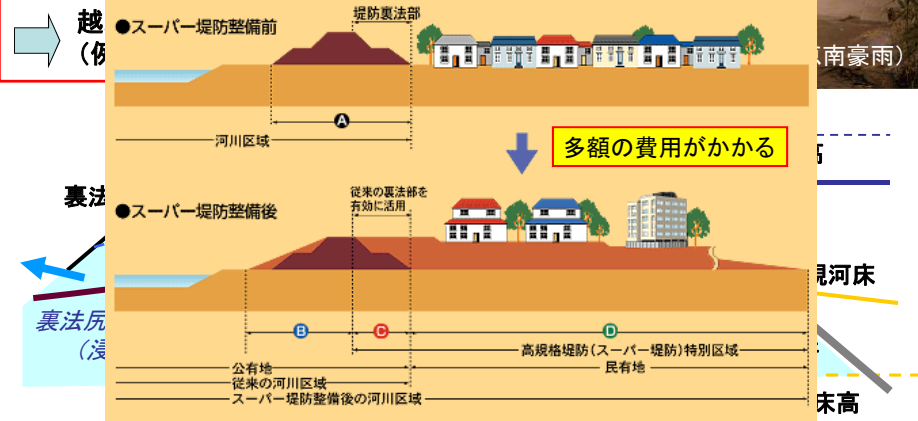 越
（例
京南豪雨）
●スーパー堤防整備前
堤防裏法部
A
河川区域
多額の費用がかかる
高
裏法
●スーパー堤防整備後
従来の裏法部を
有効に活用
現河床
裏法尻
（浸
B
C
D
高規格堤防（スーパー堤防）特別区域
公有地
民有地
従来の河川区域
スーパー堤防整備後の河川区域
床高